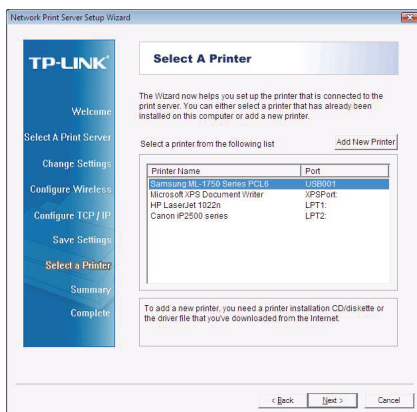 Network Print Server Setup Wizard
TP-LINK
Welcome
Select A Print Server
Change Settings
Configure Wireless
Configure TCP / IP
Save Settings
Select a Printer
Summary
Complete
Select A Printer
The Wizard now helps you set up the printer that is connected to the
print server. You can either select a printer that has already been
installed on this computer or add a new printer.
Select a printer from the following list
Add New Printer
Printer Name Port
Samsung ML-1750 Series PCL6 USB001
Microsoft XPS Document Writer XPSPort:
HP LaserJet 1022n LPT1:
Canon iP2500 series LPT2:
To add a new printer, you need a printer installation CD/diskette or
the driver file that you've downloaded from the Internet.
< Back Next > Cancel